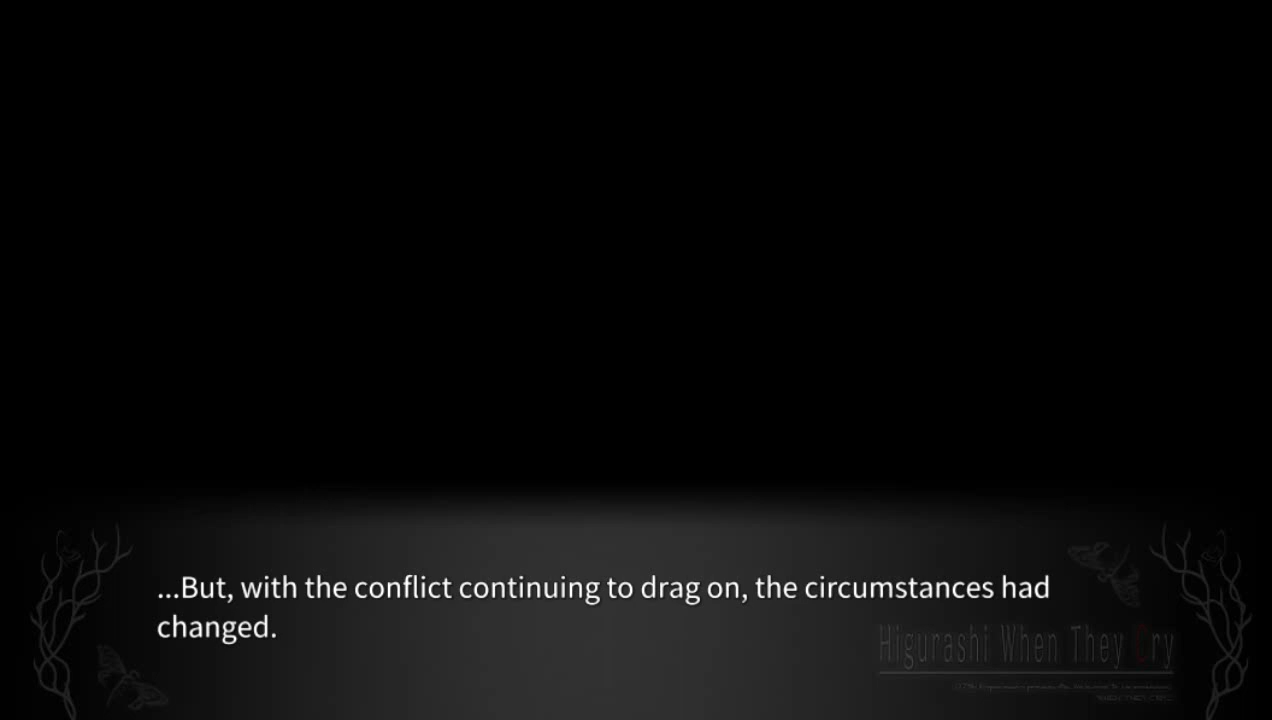 ...But, with the conflict continuing to drag on, the circumstances had
changed.
Higurashi When They Cry